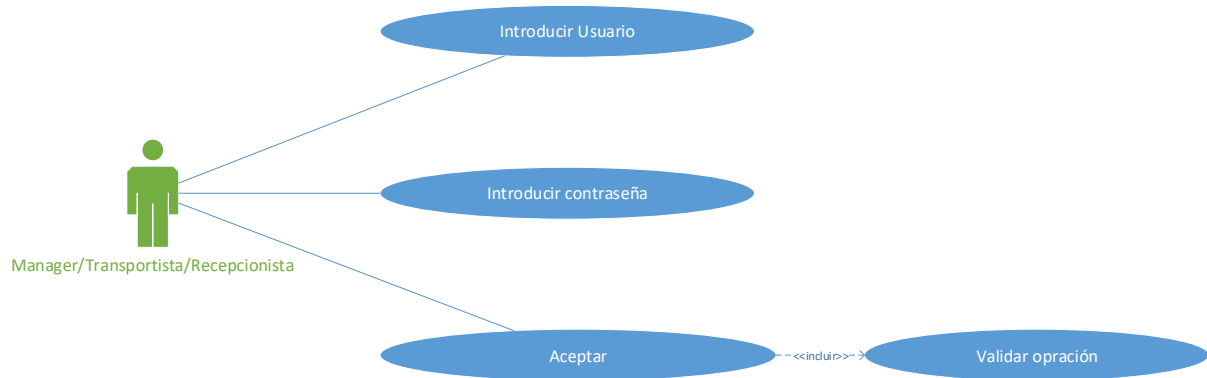 Introducir Usuario
Introducir contraseña
Manager/Transportista/Recepcionista
Aceptar
<<incluir>>
Validar opración